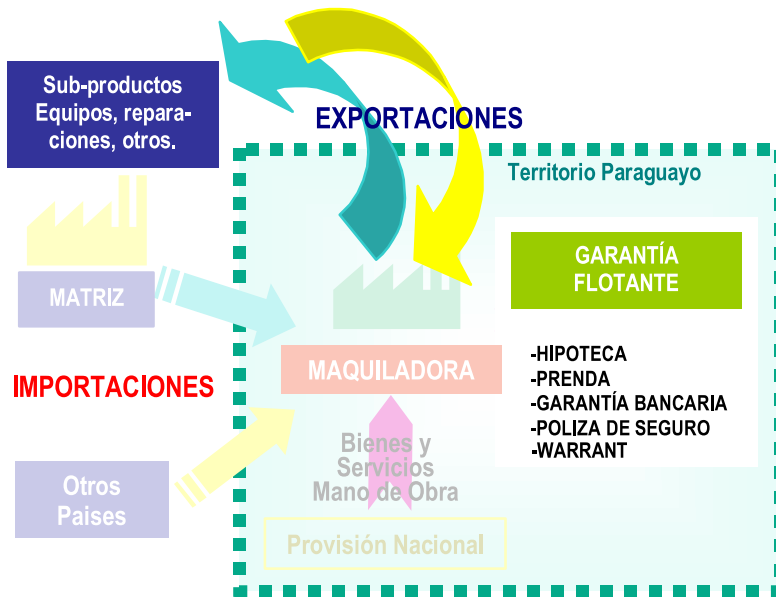 Sub-productos
Equipos, repara-
ciones, otros.
EXPORTACIONES
Territorio Paraguayo
GARANTÍA
FLOTANTE
MATRIZ
-HIPOTECA
-PRENDA
-GARANTÍA BANCARIA
-POLIZA DE SEGURO
-WARRANT
MAQUILADORA
IMPORTACIONES
Bienes y
Servicios
Mano de Obra
Otros
Paises
Provisión Nacional